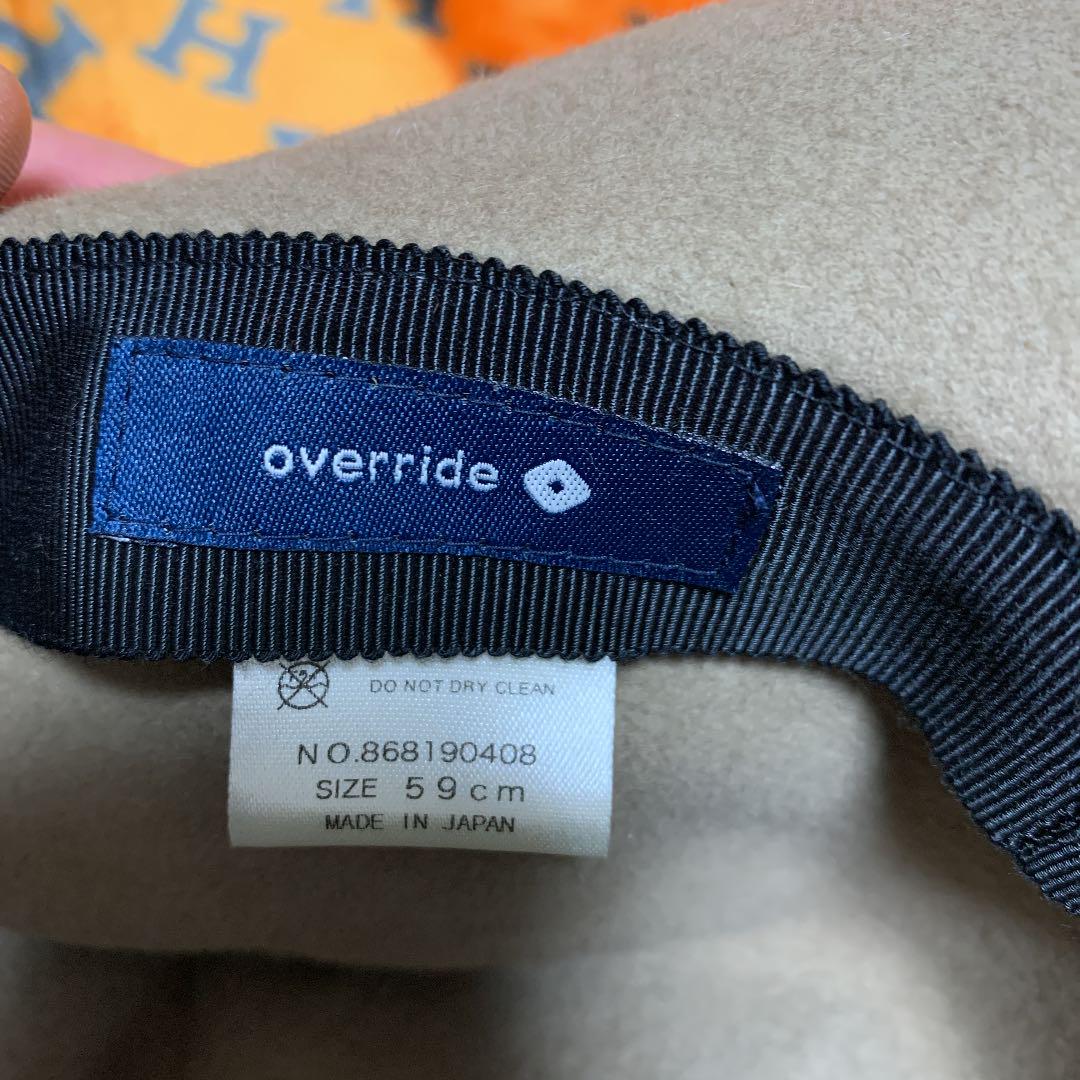 H
override
DO NOT DRY CLEAN
NO.868190408
SIZE 59cm
MADE IN JAPAN